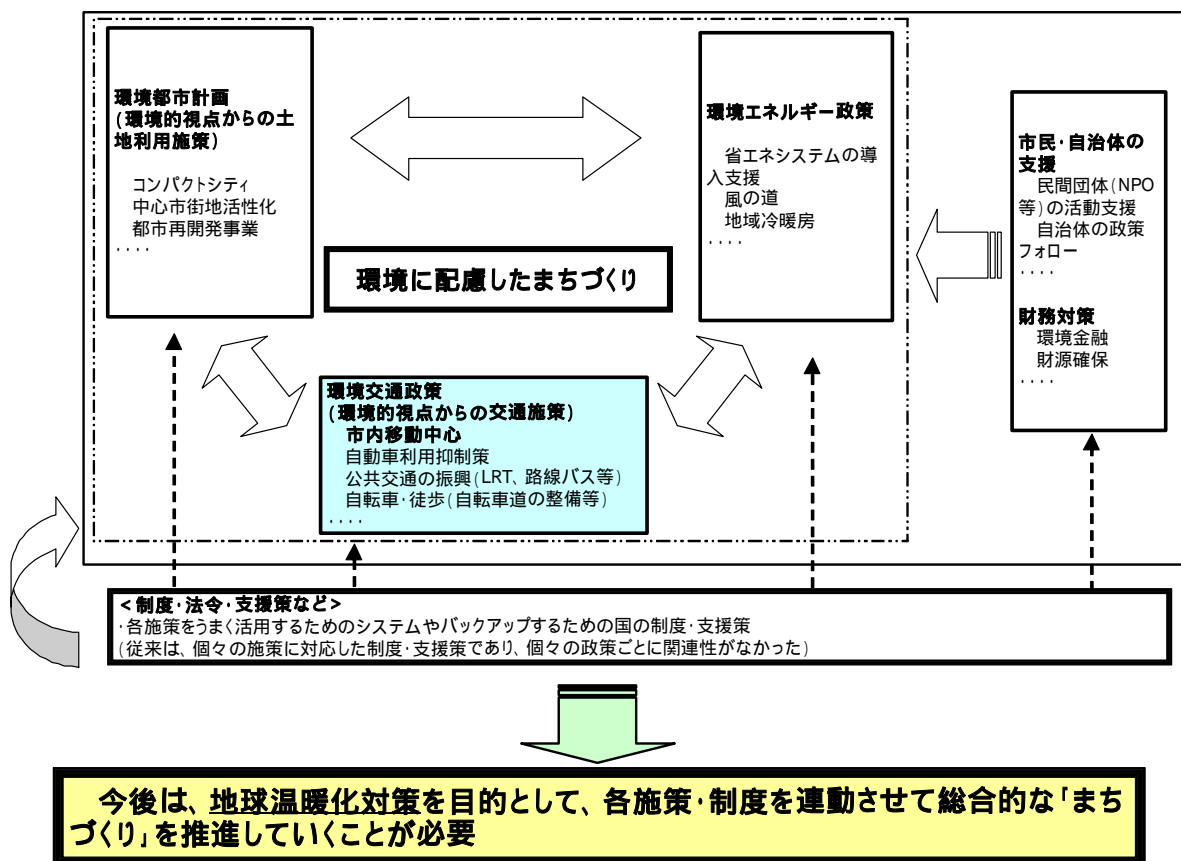 環境都市計画
(環境的視点からの土
地利用施策)
コンパクトシティ
中心市街地活性化
都市再開発事業
....
環境エネルギー政策
省エネシステムの導
入支援
風の道
地域冷暖房
....
市民・自治体の
支援
民間団体(NPO
等)の活動支援
自治体の政策
フォロー
....
財務対策
環境金融
財源確保
....
環境に配慮したまちづくり
環境交通政策
(環境的視点からの交通施策)
市内移動中心
自動車利用抑制策
公共交通の振興(LRT、路線バス等)
自転車・徒歩(自転車道の整備等)
....
<制度・法令・支援策など>
・各施策をうまく活用するためのシステムやバックアップするための国の制度・支援策
(従来は、個々の施策に対応した制度・支援策であり、個々の政策ごとに関連性がなかった)
今後は、地球温暖化対策を目的として、各施策・制度を連動させて総合的な「まち
づくり」を推進していくことが必要